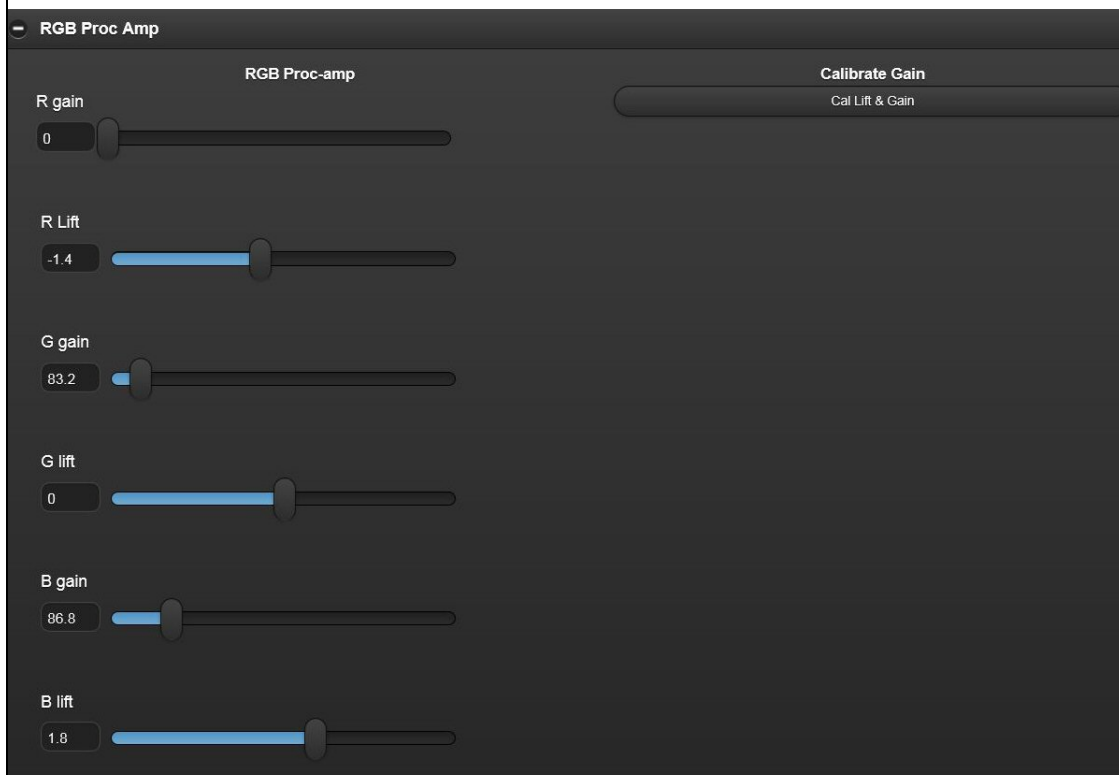 RGB Proc Amp
RGB Proc-amp
Calibrate Gain
R gain
Cal Lift & Gain
0
R Lift
-1.4
G gain
83.2
G lift
0
B gain
86.8
B lift
1.8